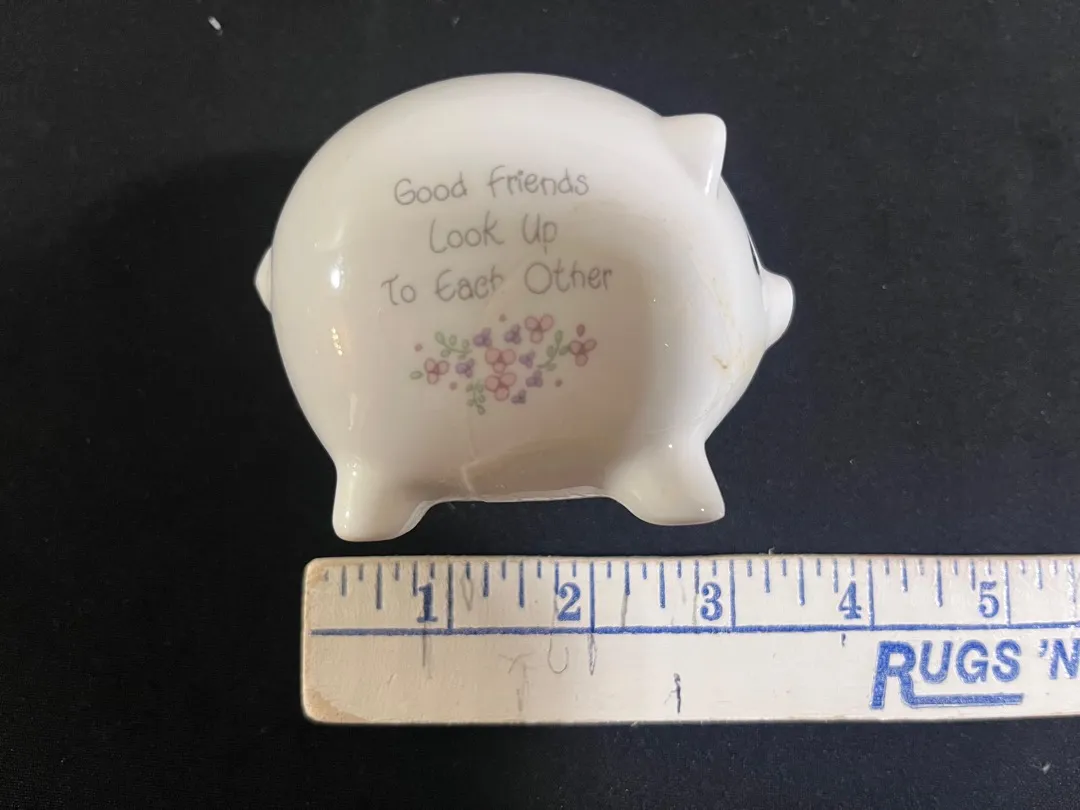 Good Friends
Look Up
To Each Other
1 2 3 4 5
RUGS 'N